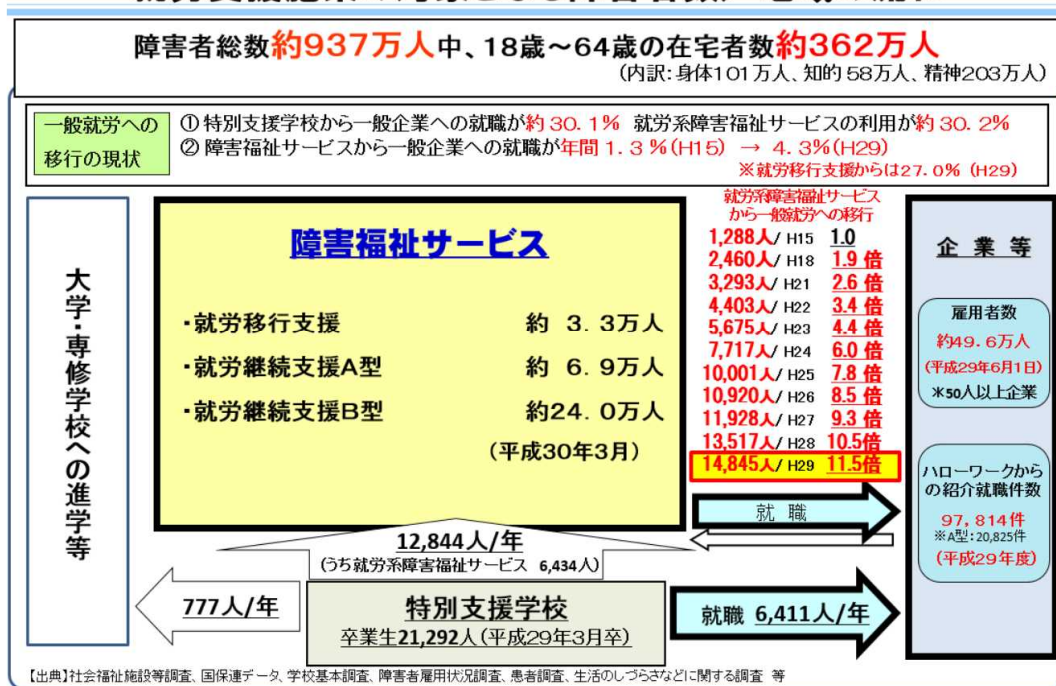 障害者総数約937万人中、18歳～64歳の在宅者数約362万人
（内訳：身体101万人、知的58万人、精神203万人）
一般就労への
移行の現状
① 特別支援学校から一般企業への就職が約30.1％ 就労系障害福祉サービスの利用が約30.2％
② 障害福祉サービスから一般企業への就職が年間1.3％(H15) → 4.3％(H29)
※就労移行支援からは27.0％ (H29)
大学・専修学校への進学等
障害福祉サービス
・就労移行支援 約 3.3万人
・就労継続支援A型 約 6.9万人
・就労継続支援B型 約24.0万人
（平成30年3月）
就労系障害福祉サービス
から一般就労への移行
1,288人/ H15 1.0
2,460人/ H18 1.9 倍
3,293人/ H21 2.6 倍
4,403人/ H22 3.4 倍
5,675人/ H23 4.4 倍
7,717人/ H24 6.0 倍
10,001人/ H25 7.8 倍
10,920人/ H26 8.5 倍
11,928人/ H27 9.3 倍
13,517人/ H28 10.5倍
14,845人/ H29 11.5倍
就 職
企 業 等
雇用者数
約49.6万人
(平成29年6月1日)
＊50人以上企業
ハローワークから
の紹介就職件数
97,814件
※A型：20,825件
（平成29年度）
12,844人/年
（うち就労系障害福祉サービス 6,434人）
777人/年
特別支援学校
卒業生21,292人（平成29年3月卒）
就職 6,411人/年
【出典】社会福祉施設等調査、国保連データ、学校基本調査、障害者雇用状況調査、患者調査、生活のしづらさなどに関する調査 等